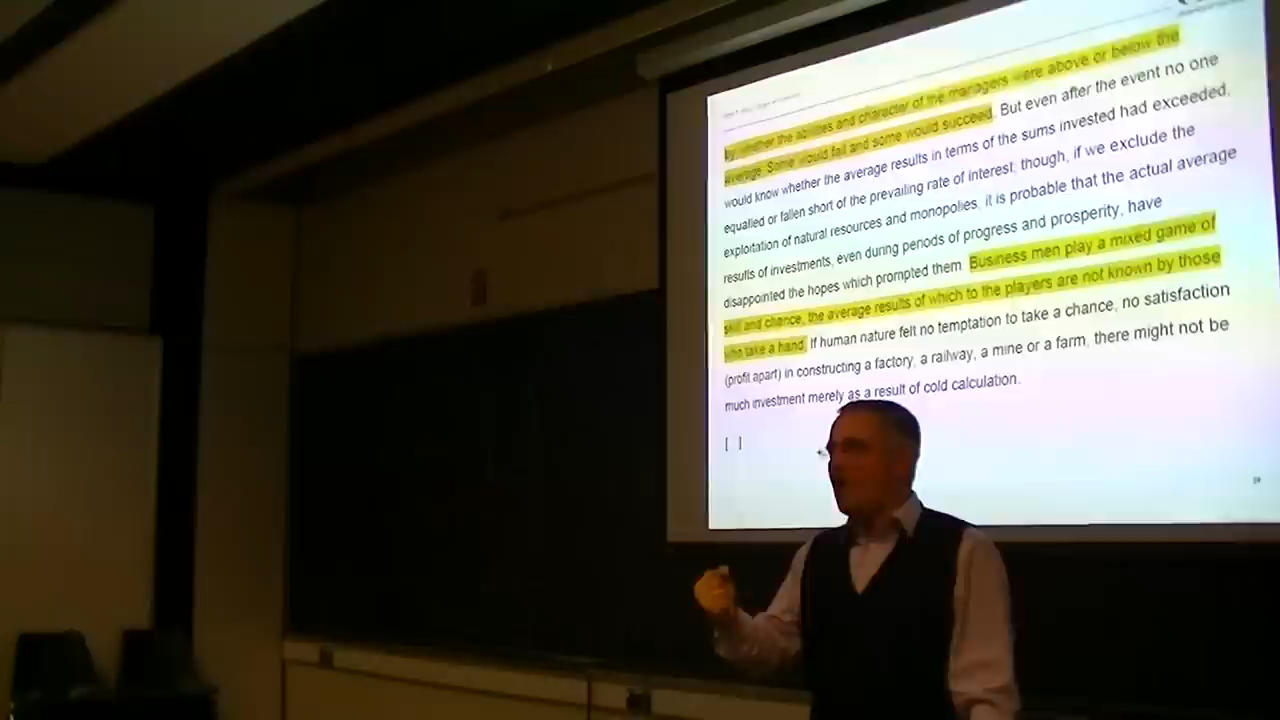 by whether the abilities and character of the managers were above or below the
average. Some would fail and some would succeed. But even after the event no one
would know whether the average results in terms of the sums invested had exceeded,
equalled or fallen short of the prevailing rate of interest; though, if we exclude the
exploitation of natural resources and monopolies, it is probable that the actual average
results of investments, even during periods of progress and prosperity, have
disappointed the hopes which prompted them. Business men play a mixed game of
skill and chance, the average results of which to the players are not known by those
who take a hand. If human nature felt no temptation to take a chance, no satisfaction
(profit apart) in constructing a factory, a railway, a mine or a farm, there might not be
much investment merely as a result of cold calculation.
[ ]